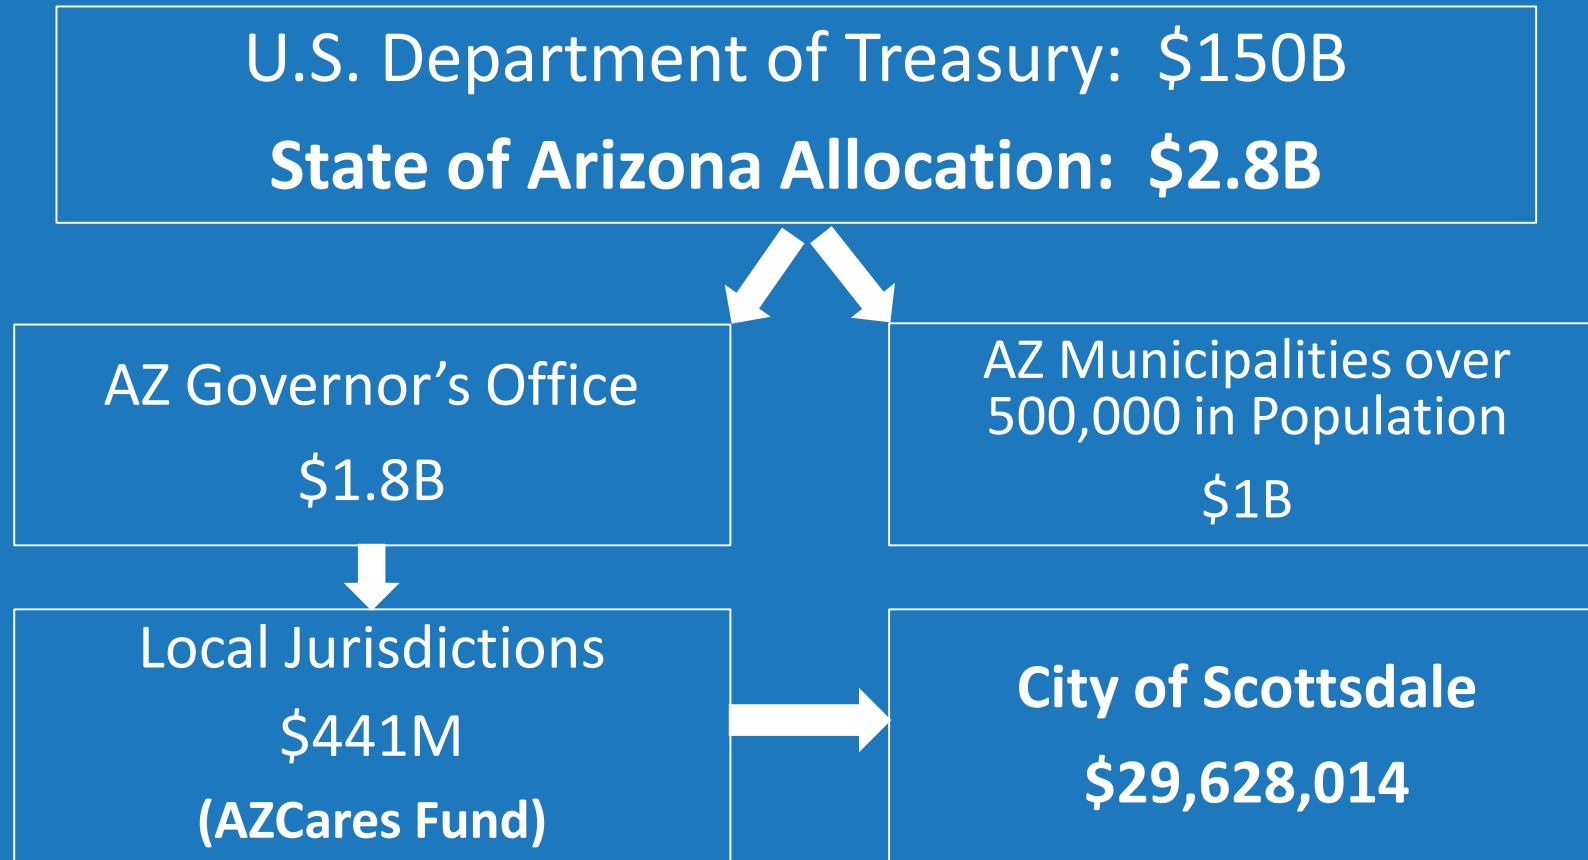 U.S. Department of Treasury:  $150B
State of Arizona Allocation:  $2.8B
AZ Governor’s Office
$1.8B
AZ Municipalities over
500,000 in Population
$1B
Local Jurisdictions
$441M
(AZCares Fund)
City of Scottsdale
$29,628,014